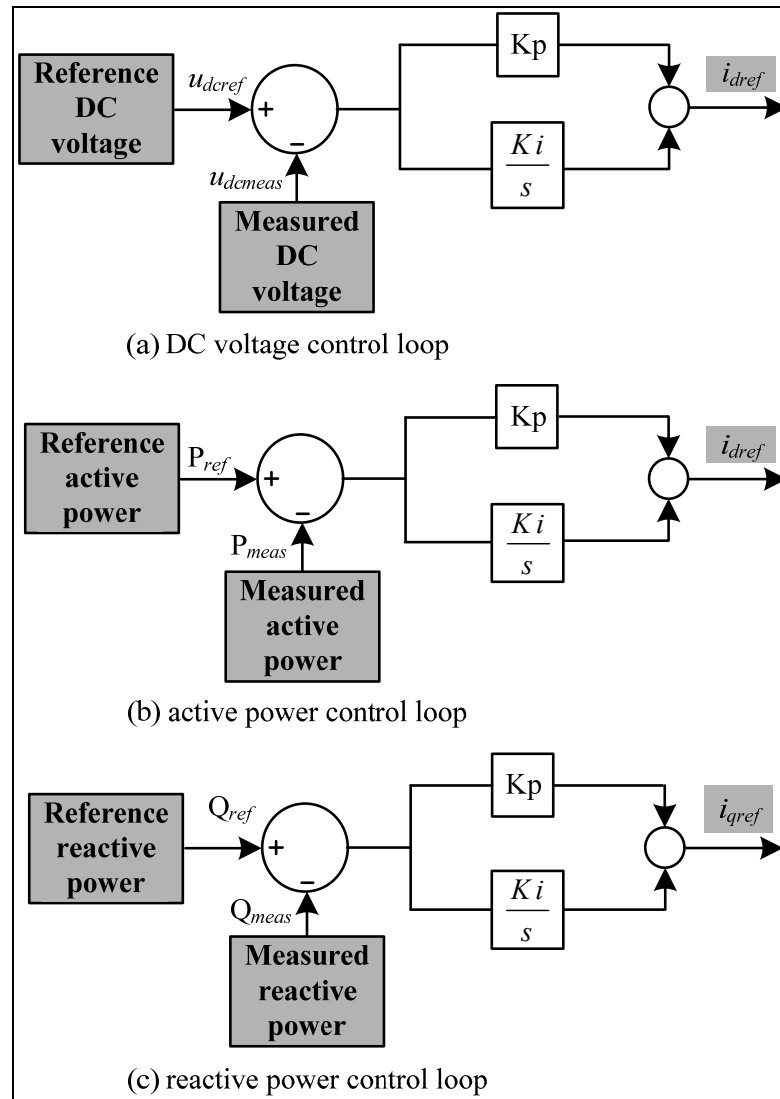 Reference
DC
voltage
u_dcref
+
−
u_dcmeas
Measured
DC
voltage
Kp
Ki
s
i_dref
(a) DC voltage control loop
Reference
active
power
P_ref
+
−
P_meas
Measured
active
power
Kp
Ki
s
i_dref
(b) active power control loop
Reference
reactive
power
Q_ref
+
−
Q_meas
Measured
reactive
power
Kp
Ki
s
i_qref
(c) reactive power control loop